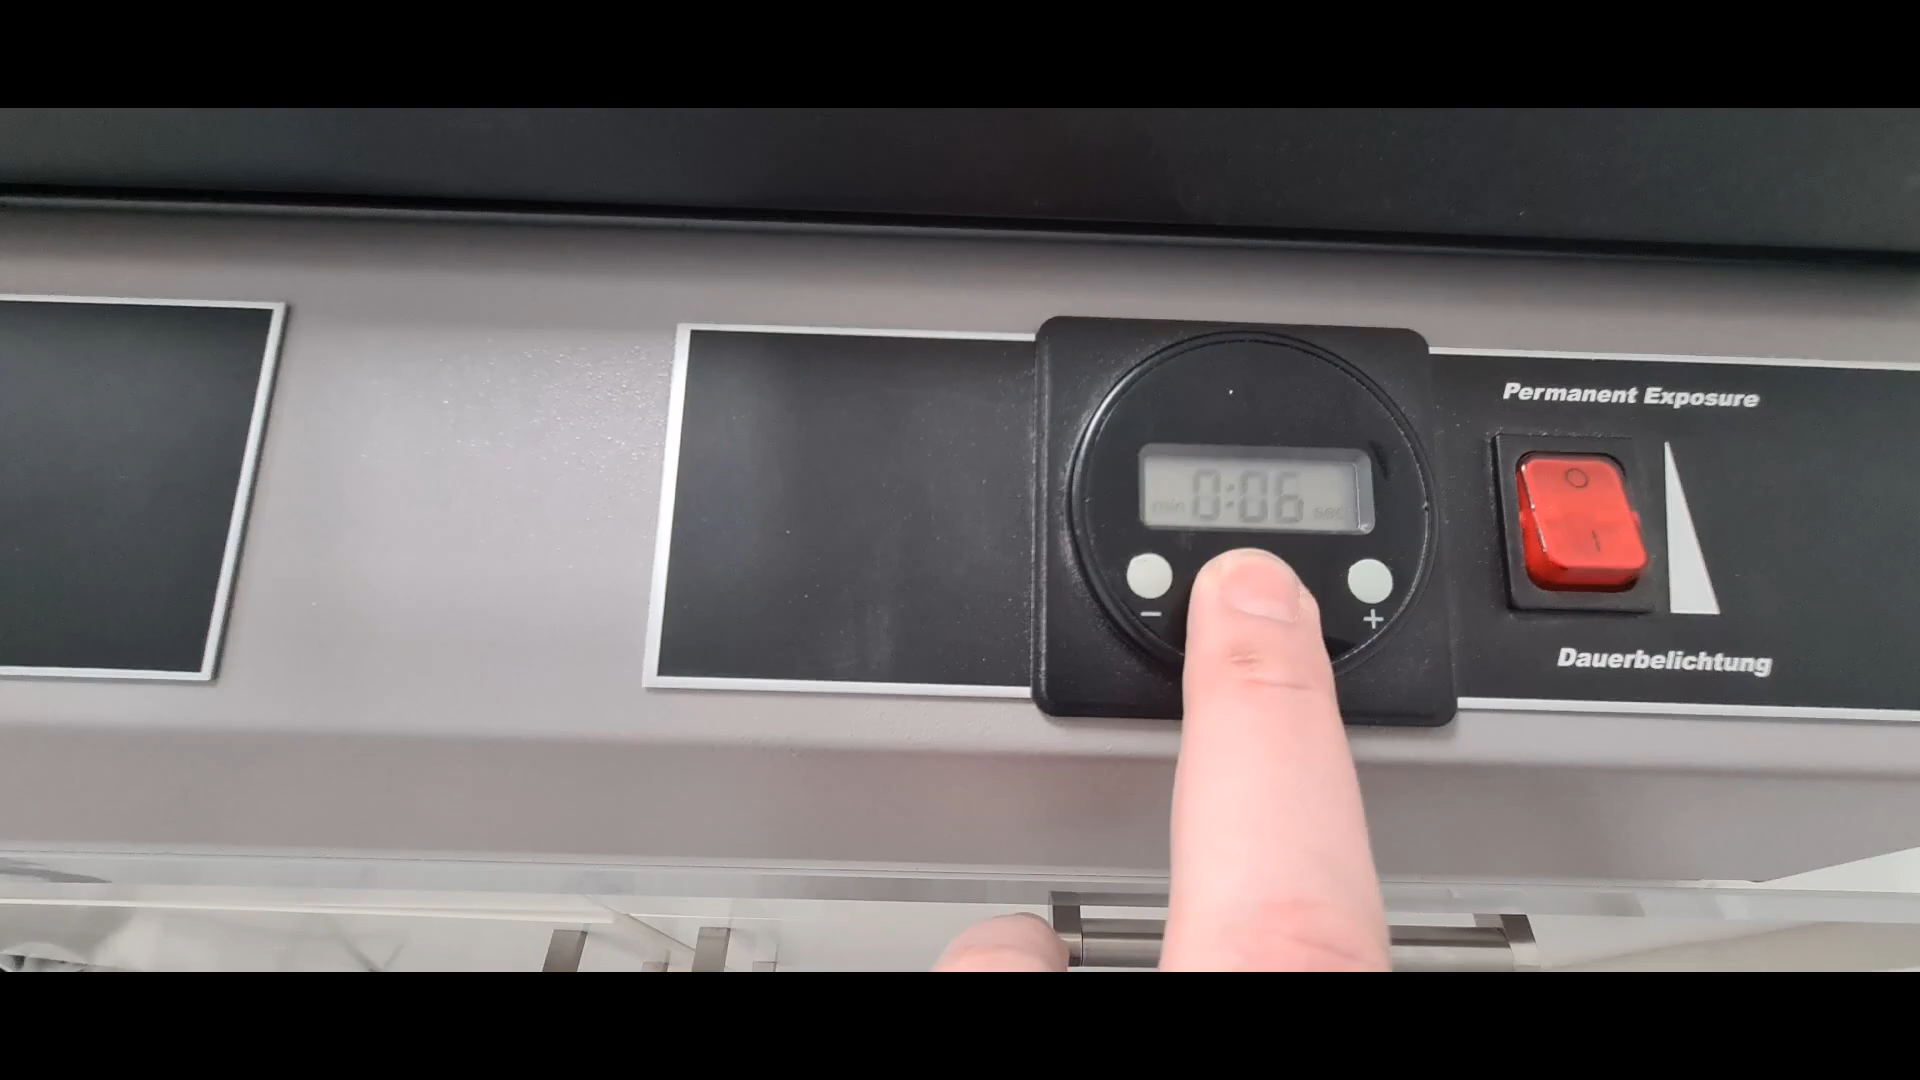 Permanent Exposure
min 0:06 sec
- +
Dauerbelichtung